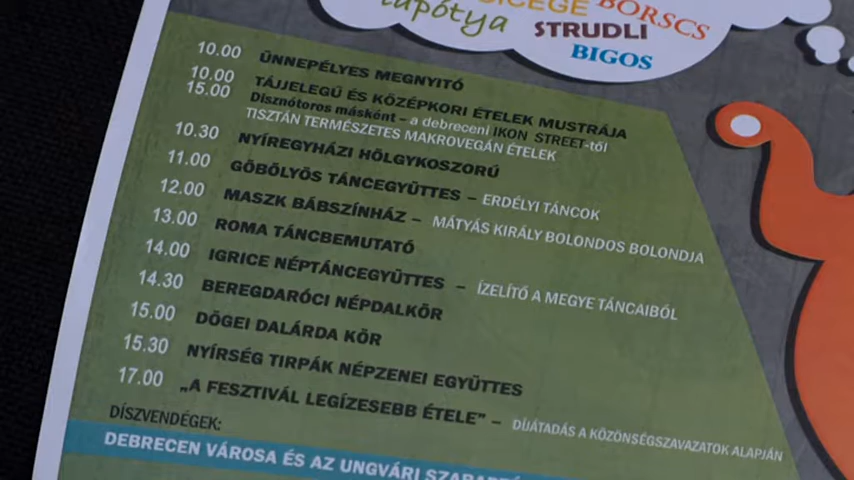 BORSCS
lapótya
STRUDLI
BIGOS
10.00 ÜNNEPÉLYES MEGNYITÓ
10.00 TÁJJELEGŰ ÉS KÖZÉPKORI ÉTELEK MUSTRÁJA
15.00 Disznótoros másként – a debreceni IKON STREET-től
TISZTÁN TERMÉSZETES MAKROVEGÁN ÉTELEK
10.30 NYÍREGYHÁZI HÖLGYKOSZORÚ
11.00 GÖBÖLYÖS TÁNCEGYÜTTES – ERDÉLYI TÁNCOK
12.00 MASZK BÁBSZÍNHÁZ – MÁTYÁS KIRÁLY BOLONDOS BOLONDJA
13.00 ROMA TÁNCBEMUTATÓ
14.00 IGRICE NÉPTÁNCEGYÜTTES – ÍZELÍTŐ A MEGYE TÁNCAIBÓL
14.30 BEREGDARÓCI NÉPDALKÖR
15.00 DÖGEI DALÁRDA KÖR
15.30 NYÍRSÉG TIRPÁK NÉPZENEI EGYÜTTES
17.00 „A FESZTIVÁL LEGÍZESEBB ÉTELE” – DÍJÁTADÁS A KÖZÖNSÉGSZAVAZATOK ALAPJÁN
DÍSZVENDÉGEK:
DEBRECEN VÁROSA ÉS AZ UNGVÁRI